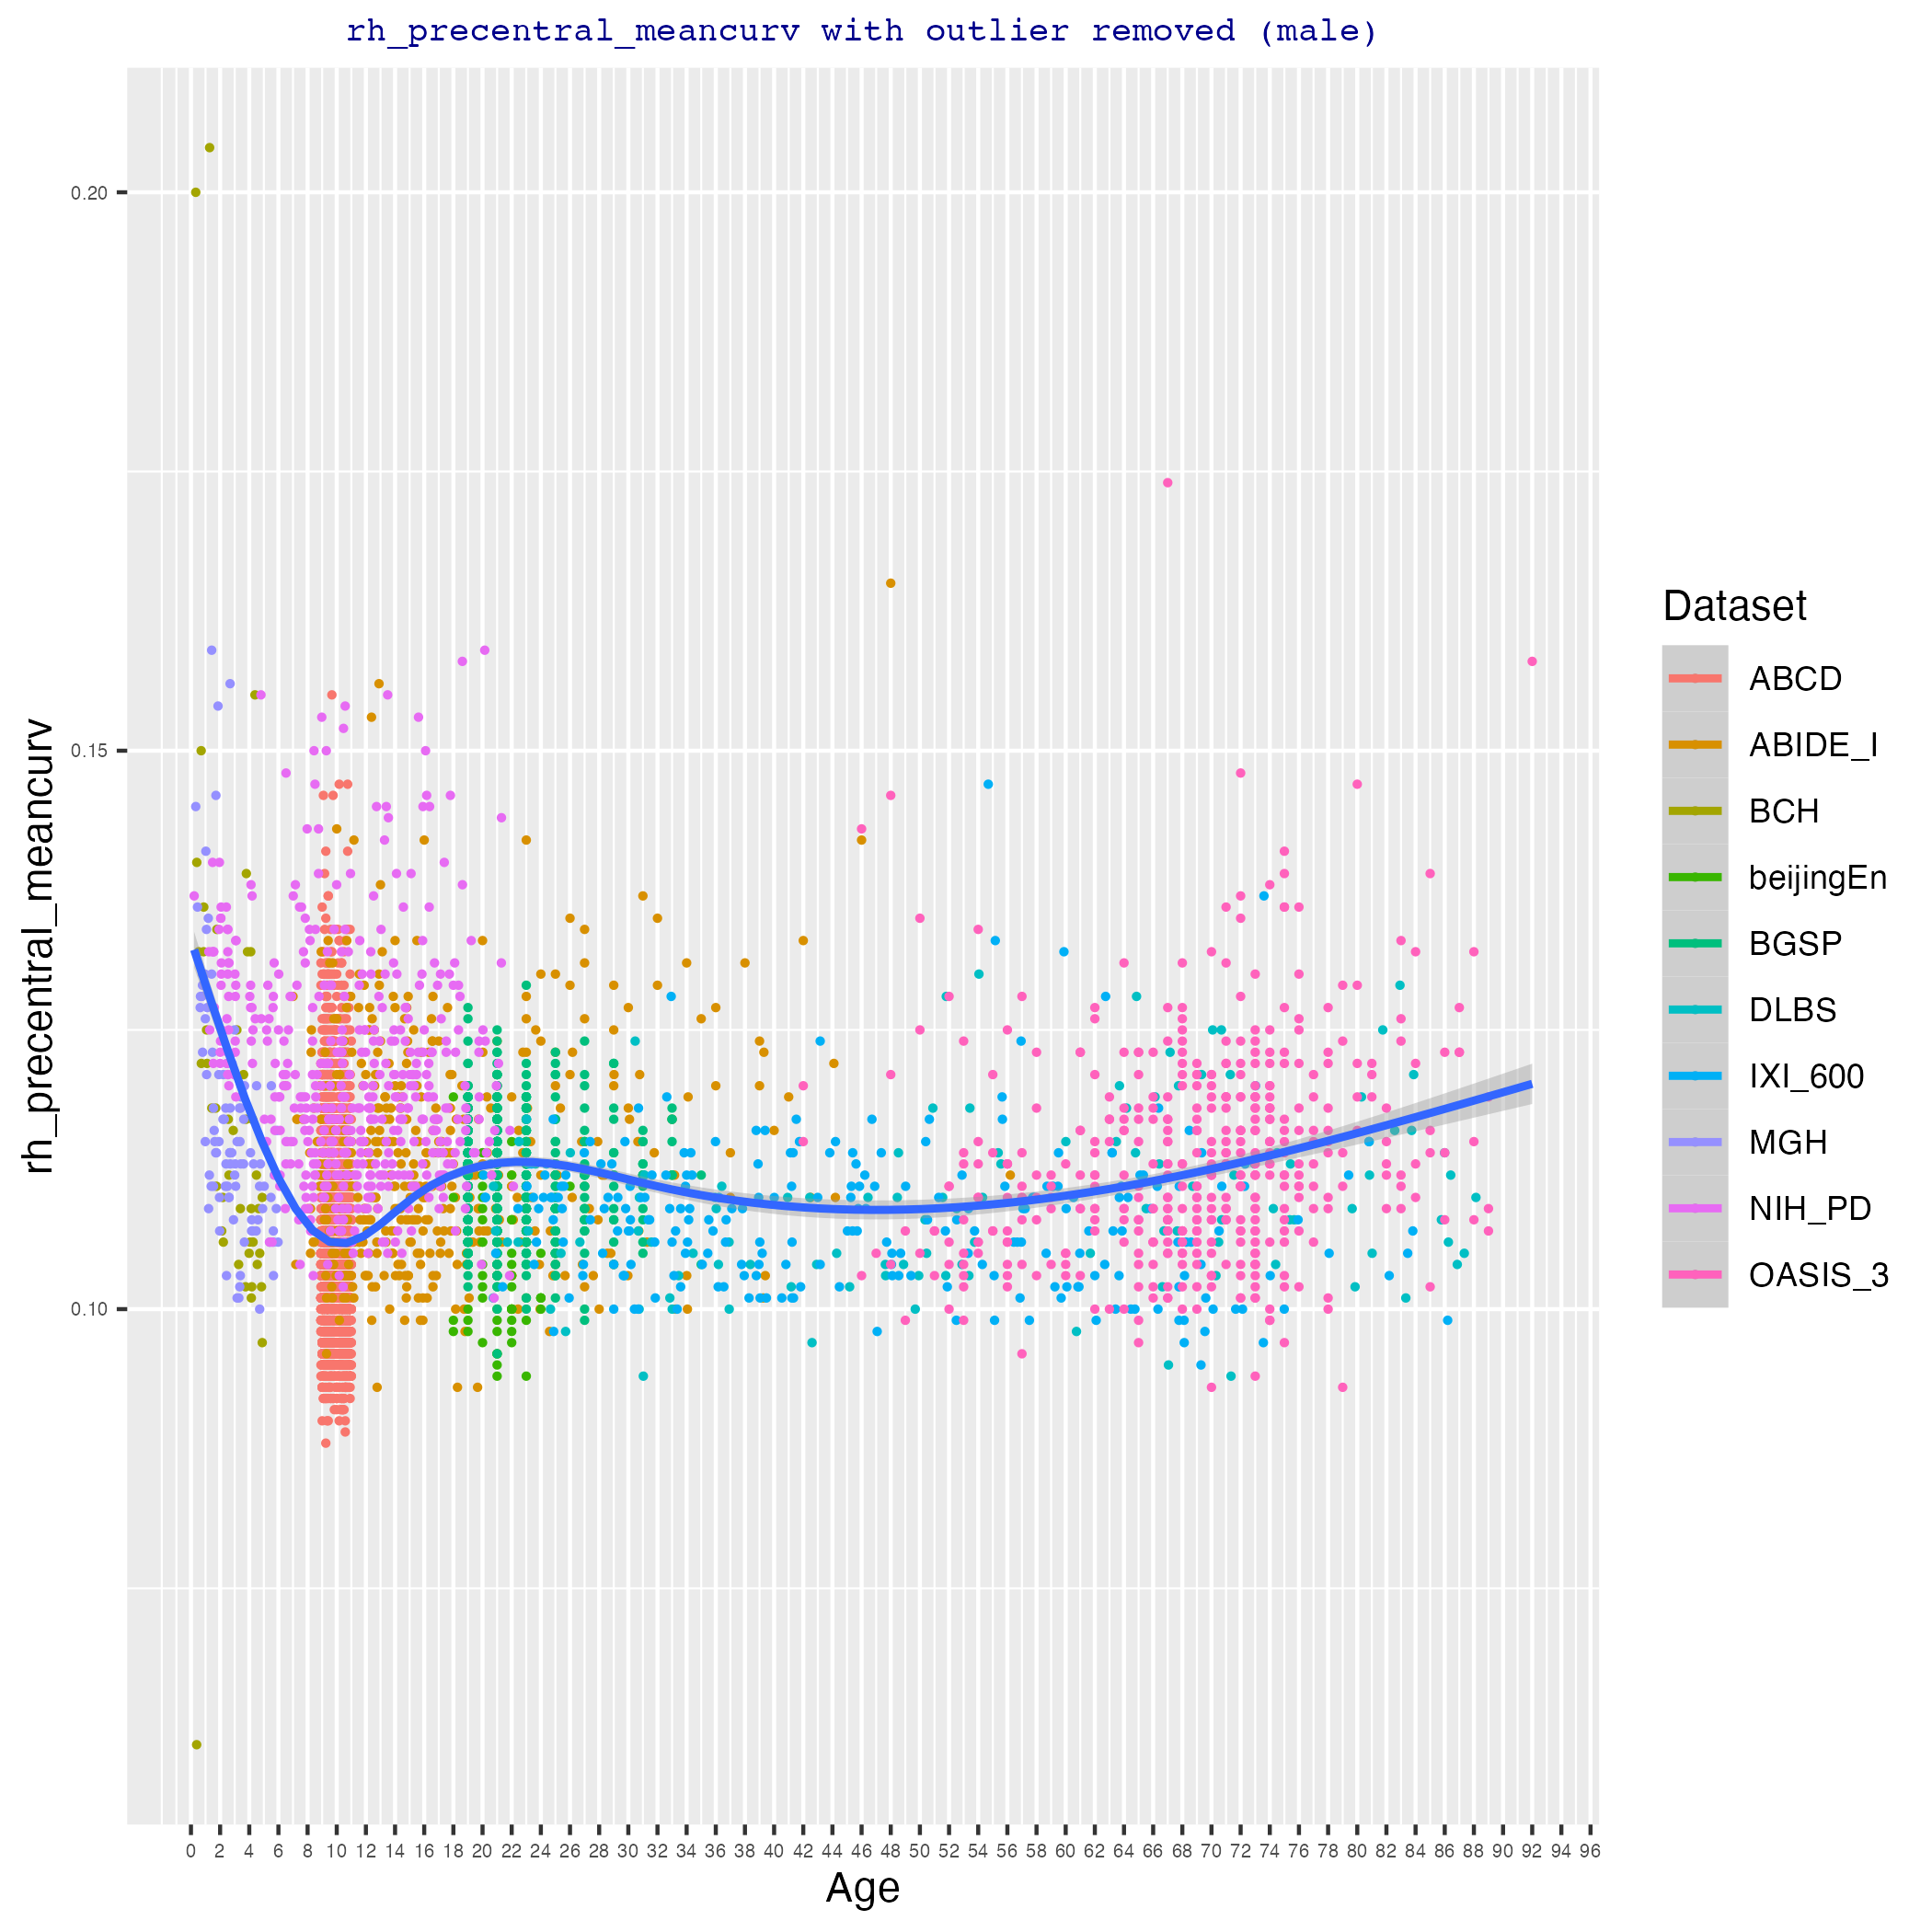 rh_precentral_meancurv with outlier removed (male)
rh_precentral_meancurv
0.20
0.15
0.10
0 2 4 6 8 10 12 14 16 18 20 22 24 26 28 30 32 34 36 38 40 42 44 46 48 50 52 54 56 58 60 62 64 66 68 70 72 74 76 78 80 82 84 86 88 90 92 94 96
Age
Dataset
ABCD
ABIDE_I
BCH
beijingEn
BGSP
DLBS
IXI_600
MGH
NIH_PD
OASIS_3